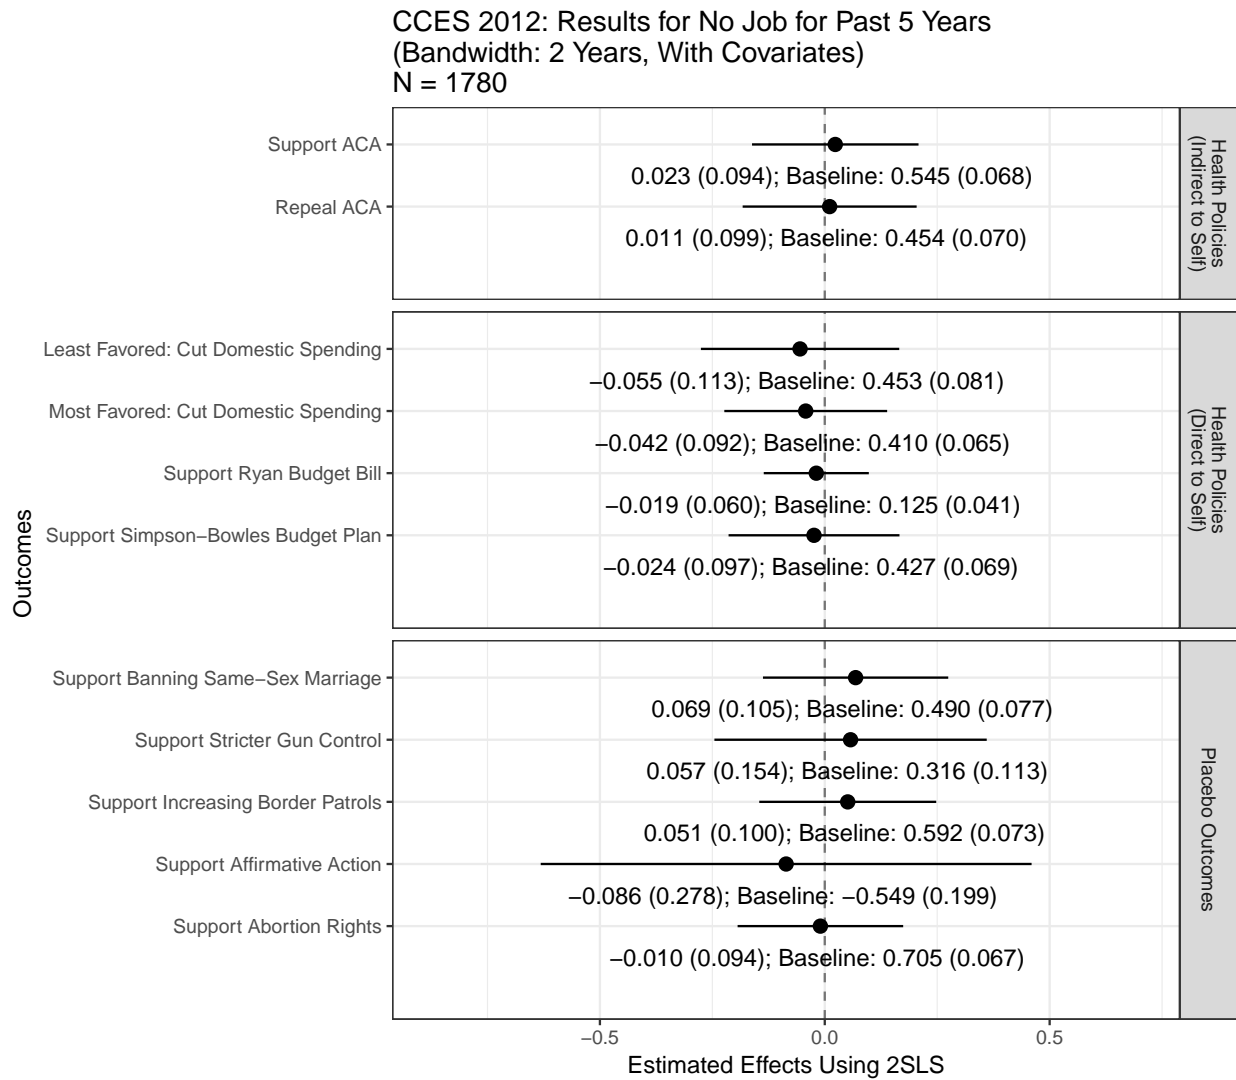 CCES 2012: Results for No Job for Past 5 Years
(Bandwidth: 2 Years, With Covariates)
N = 1780
Health Policies
(Indirect to Self)
Support ACA
0.023 (0.094); Baseline: 0.545 (0.068)
Repeal ACA
0.011 (0.099); Baseline: 0.454 (0.070)
Health Policies
(Direct to Self)
Least Favored: Cut Domestic Spending
−0.055 (0.113); Baseline: 0.453 (0.081)
Most Favored: Cut Domestic Spending
−0.042 (0.092); Baseline: 0.410 (0.065)
Support Ryan Budget Bill
−0.019 (0.060); Baseline: 0.125 (0.041)
Support Simpson−Bowles Budget Plan
−0.024 (0.097); Baseline: 0.427 (0.069)
Placebo Outcomes
Support Banning Same−Sex Marriage
0.069 (0.105); Baseline: 0.490 (0.077)
Support Stricter Gun Control
0.057 (0.154); Baseline: 0.316 (0.113)
Support Increasing Border Patrols
0.051 (0.100); Baseline: 0.592 (0.073)
Support Affirmative Action
−0.086 (0.278); Baseline: −0.549 (0.199)
Support Abortion Rights
−0.010 (0.094); Baseline: 0.705 (0.067)
Outcomes
−0.5 0.0 0.5
Estimated Effects Using 2SLS